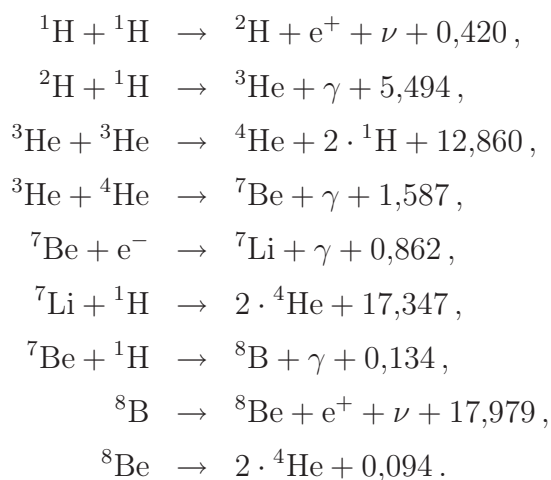 ¹H + ¹H → ²H + e⁺ + ν + 0,420 ,
²H + ¹H → ³He + γ + 5,494 ,
³He + ³He → ⁴He + 2 · ¹H + 12,860 ,
³He + ⁴He → ⁷Be + γ + 1,587 ,
⁷Be + e⁻ → ⁷Li + γ + 0,862 ,
⁷Li + ¹H → 2 · ⁴He + 17,347 ,
⁷Be + ¹H → ⁸B + γ + 0,134 ,
⁸B → ⁸Be + e⁺ + ν + 17,979 ,
⁸Be → 2 · ⁴He + 0,094 .